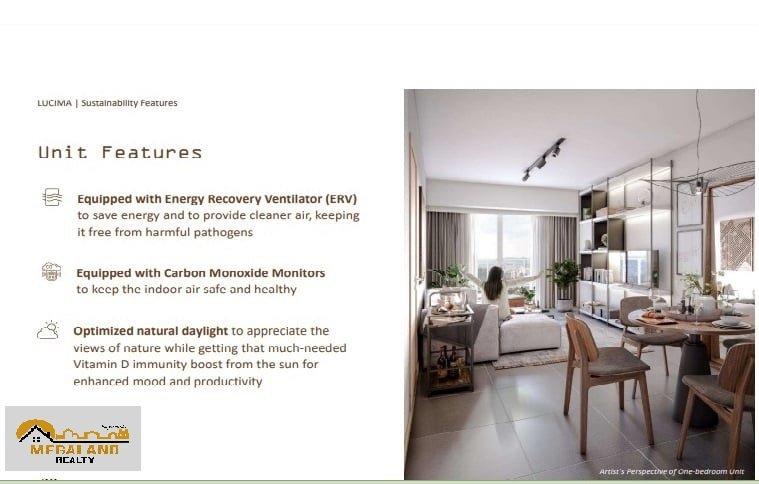 LUCIMA | Sustainability Features
Unit Features
Equipped with Energy Recovery Ventilator (ERV)
to save energy and to provide cleaner air, keeping
it free from harmful pathogens
Equipped with Carbon Monoxide Monitors
to keep the indoor air safe and healthy
Optimized natural daylight to appreciate the
views of nature while getting that much-needed
Vitamin D immunity boost from the sun for
enhanced mood and productivity
MEGALAND
REALTY
Artist's Perspective of One-bedroom Unit